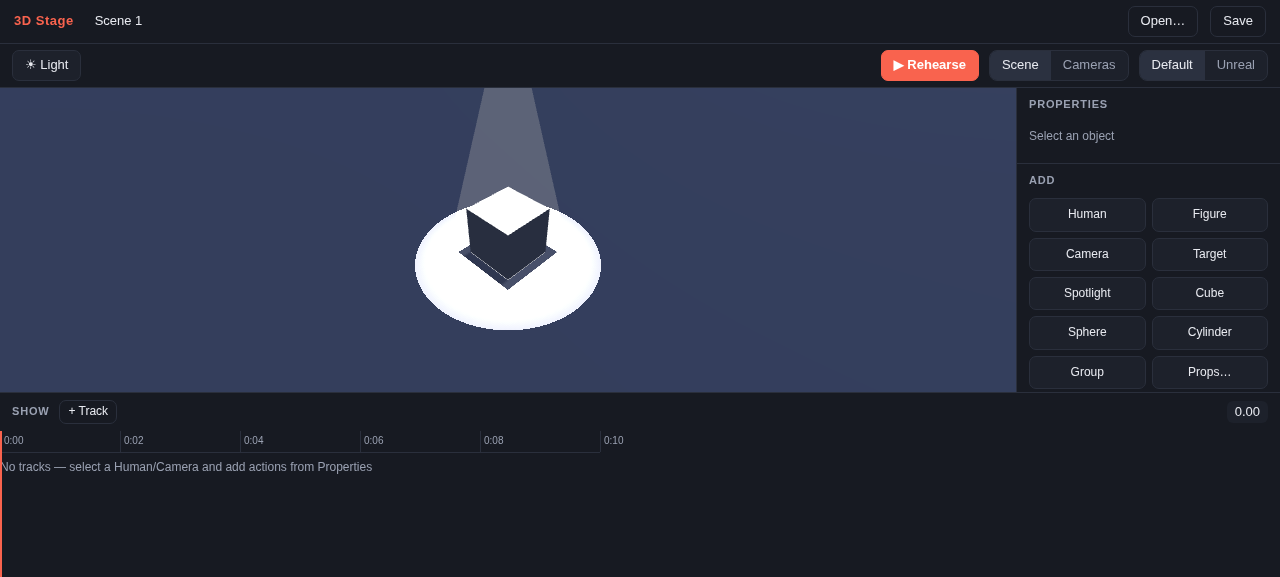 3D Stage
Scene 1
Open…
Save
☀ Light
▶ Rehearse
Scene
Cameras
Default
Unreal
PROPERTIES
Select an object
ADD
Human
Figure
Camera
Target
Spotlight
Cube
Sphere
Cylinder
Group
Props…
SHOW
+ Track
0.00
0:00
0:02
0:04
0:06
0:08
0:10
No tracks — select a Human/Camera and add actions from Properties